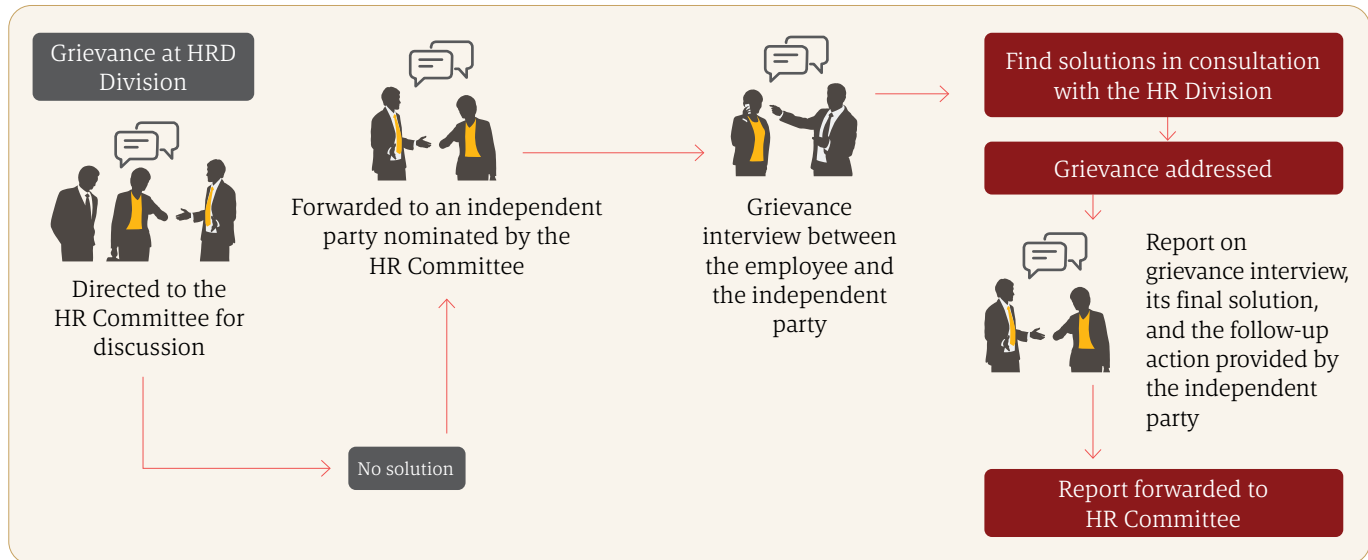 Grievance at HRD
Division
Directed to the
HR Committee for
discussion
No solution
Forwarded to an independent
party nominated by the
HR Committee
Grievance
interview between
the employee and
the independent
party
Find solutions in consultation
with the HR Division
Grievance addressed
Report on
grievance interview,
its final solution,
and the follow-up
action provided by
the independent
party
Report forwarded to
HR Committee